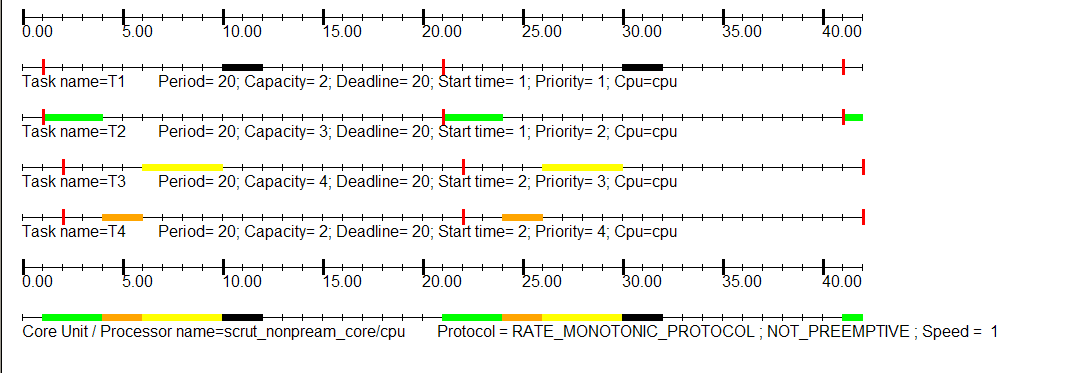 0.00 5.00 10.00 15.00 20.00 25.00 30.00 35.00 40.00
Task name=T1 Period= 20; Capacity= 2; Deadline= 20; Start time= 1; Priority= 1; Cpu=cpu
Task name=T2 Period= 20; Capacity= 3; Deadline= 20; Start time= 1; Priority= 2; Cpu=cpu
Task name=T3 Period= 20; Capacity= 4; Deadline= 20; Start time= 2; Priority= 3; Cpu=cpu
Task name=T4 Period= 20; Capacity= 2; Deadline= 20; Start time= 2; Priority= 4; Cpu=cpu
0.00 5.00 10.00 15.00 20.00 25.00 30.00 35.00 40.00
Core Unit / Processor name=scrut_nonpream_core/cpu Protocol = RATE_MONOTONIC_PROTOCOL ; NOT_PREEMPTIVE ; Speed = 1